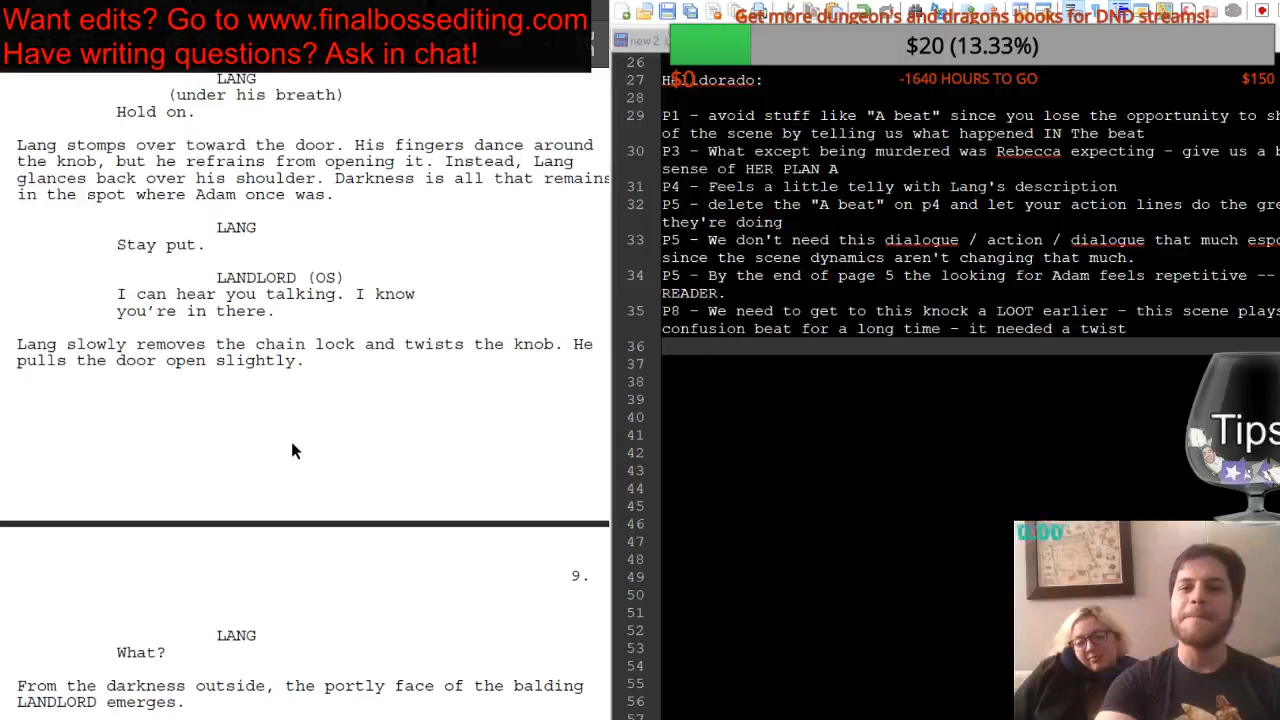 Want edits? Go to www.finalbossediting.com
Have writing questions? Ask in chat!
LANG
(under his breath)
Hold on.
Lang stomps over toward the door. His fingers dance around
the knob, but he refrains from opening it. Instead, Lang
glances back over his shoulder. Darkness is all that remains
in the spot where Adam once was.
LANG
Stay put.
LANDLORD (OS)
I can hear you talking. I know
you're in there.
Lang slowly removes the chain lock and twists the knob. He
pulls the door open slightly.
9.
LANG
What?
From the darkness outside, the portly face of the balding
LANDLORD emerges.
Get more dungeon's and dragons books for DND streams!
new 2
$20 (13.33%)
$0
-1640 HOURS TO GO
$150
26
27
28
29 P1 - avoid stuff like "A beat" since you lose the opportunity to
of the scene by telling us what happened IN The beat
30 P3 - What except being murdered was Rebecca expecting - give us a
sense of HER PLAN A
31 P4 - Feels a little telly with Lang's description
32 P5 - delete the "A beat" on p4 and let your action lines do the
they're doing
33 P5 - We don't need this dialogue / action / dialogue that much
since the scene dynamics aren't changing that much.
34 P5 - By the end of page 5 the looking for Adam feels repetitive --
READER.
35 P8 - We need to get to this knock a LOOT earlier - this scene plays
confusion beat for a long time - it needed a twist
36
37
38
39
40
41
42
43
44
45
46
47
48
49
50
51
52
53
54
55
56
Tips
0.00